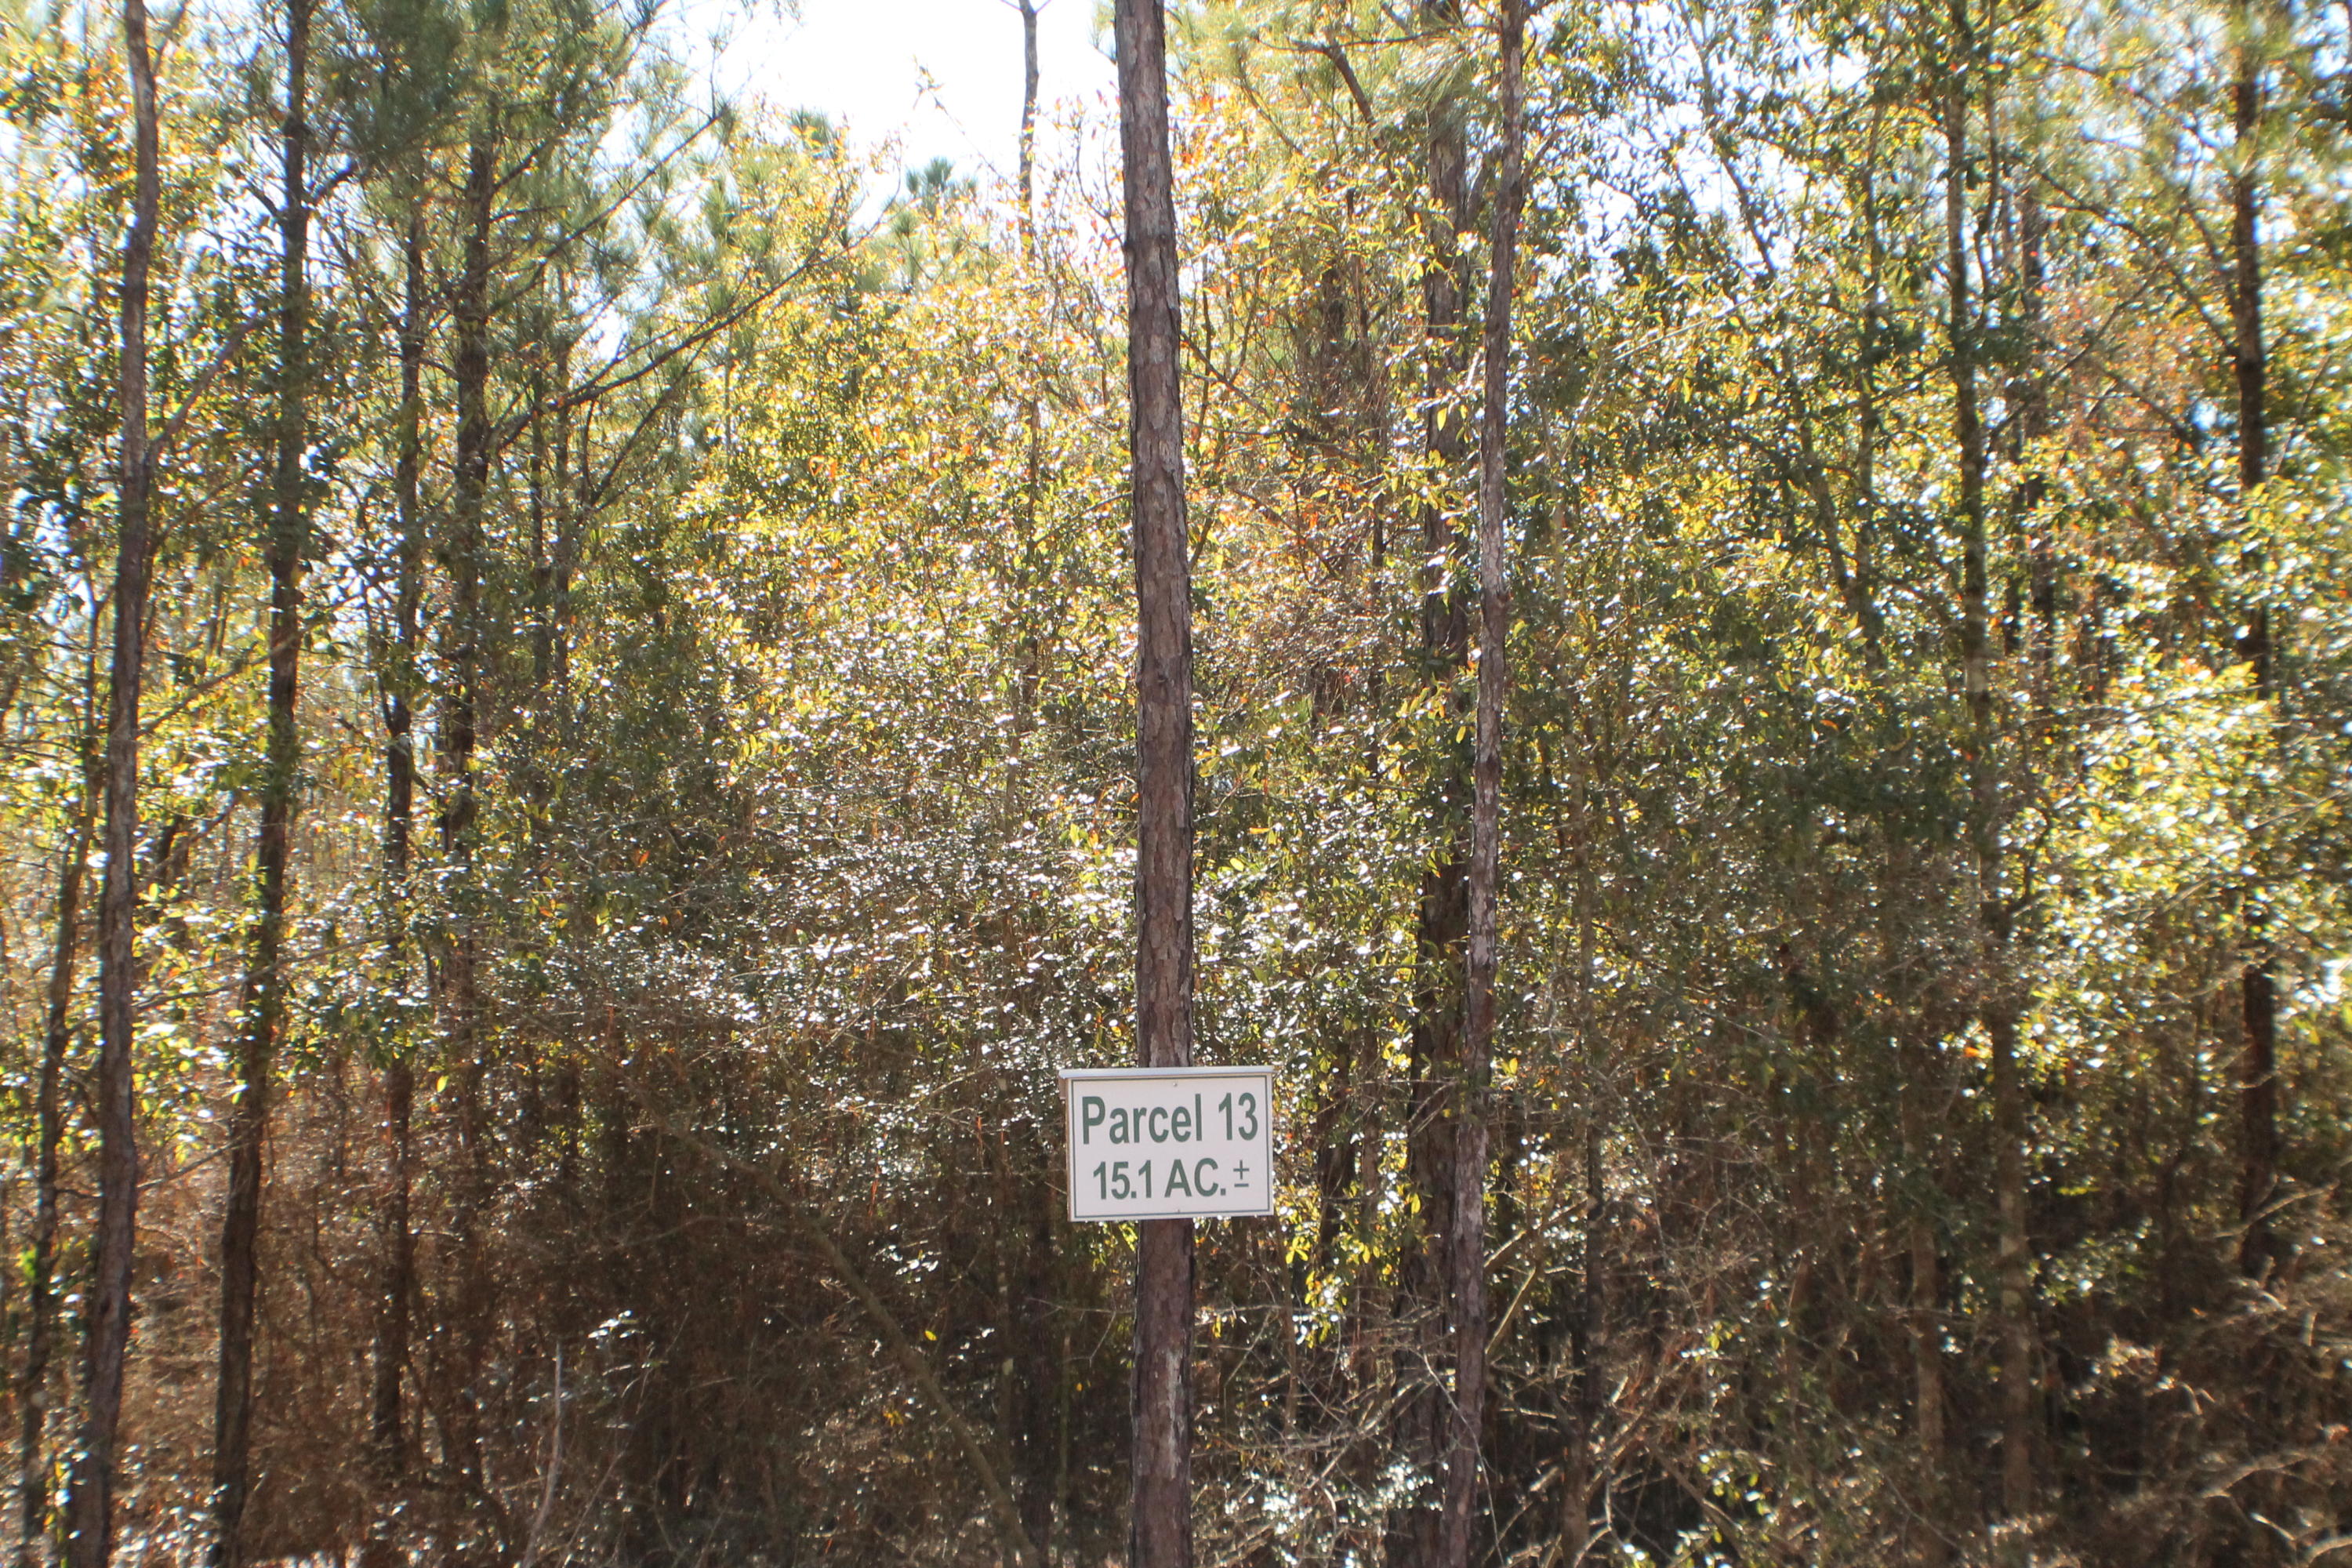 Parcel 13
15.1 AC. ±